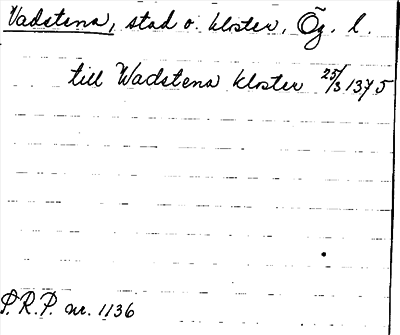 Vadstena, stad o. kloster, Ög. l.
till Wadstena kloster 25/3 1375
P.R.P. nr. 1136